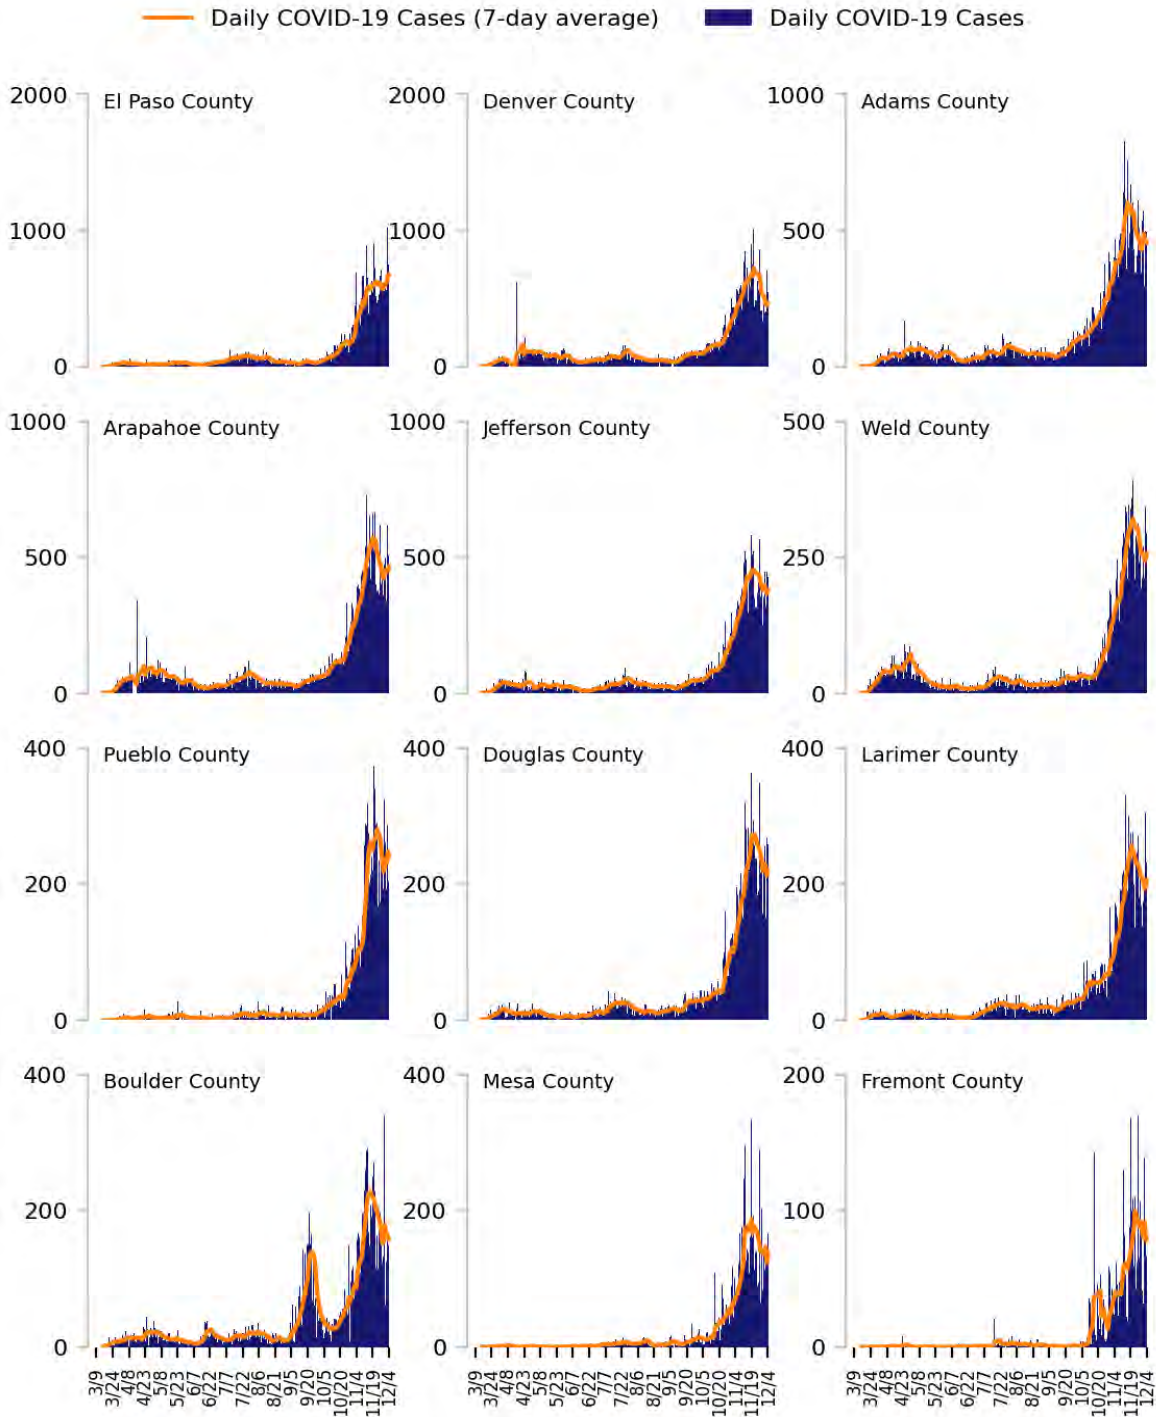 Daily COVID-19 Cases (7-day average) Daily COVID-19 Cases
2000 El Paso County 2000 Denver County 1000 Adams County
1000 1000 500
0 0 0
1000 Arapahoe County 1000 Jefferson County 500 Weld County
500 500 250
0 0 0
400 Pueblo County 400 Douglas County 400 Larimer County
200 200 200
0 0 0
400 Boulder County 400 Mesa County 200 Fremont County
200 200 100
0 0 0
3/9 3/24 4/8 4/23 5/8 5/23 6/7 6/22 7/7 7/22 8/6 8/21 9/5 9/20 10/5 10/20 11/4 11/19 12/4 3/9 3/24 4/8 4/23 5/8 5/23 6/7 6/22 7/7 7/22 8/6 8/21 9/5 9/20 10/5 10/20 11/4 11/19 12/4 3/9 3/24 4/8 4/23 5/8 5/23 6/7 6/22 7/7 7/22 8/6 8/21 9/5 9/20 10/5 10/20 11/4 11/19 12/4